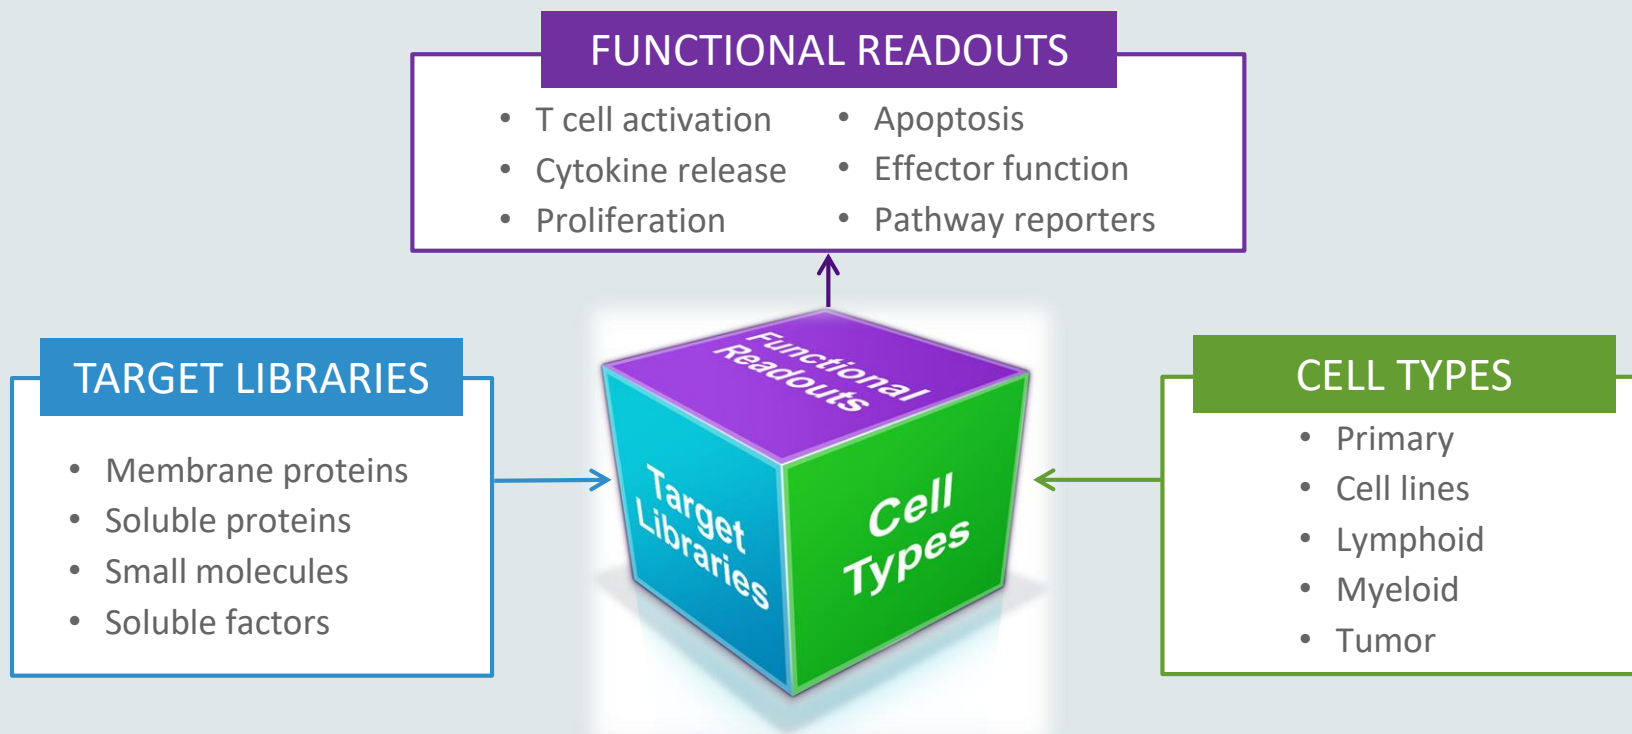 FUNCTIONAL READOUTS
• T cell activation
• Cytokine release
• Proliferation
• Apoptosis
• Effector function
• Pathway reporters
TARGET LIBRARIES
• Membrane proteins
• Soluble proteins
• Small molecules
• Soluble factors
Functional
Readouts
Target
Libraries
Cell
Types
CELL TYPES
• Primary
• Cell lines
• Lymphoid
• Myeloid
• Tumor